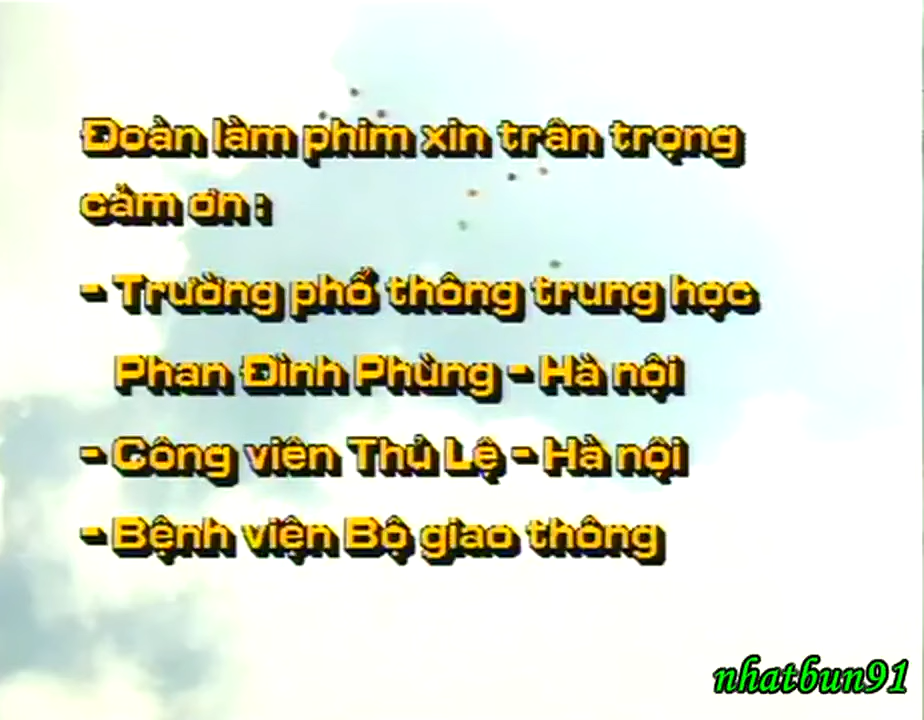 Đoàn làm phim xin trân trọng
cảm ơn :
- Trường phổ thông trung học
Phan Đình Phùng - Hà nội
- Công viên Thủ Lệ - Hà nội
- Bệnh viện Bộ giao thông
nhatbun91